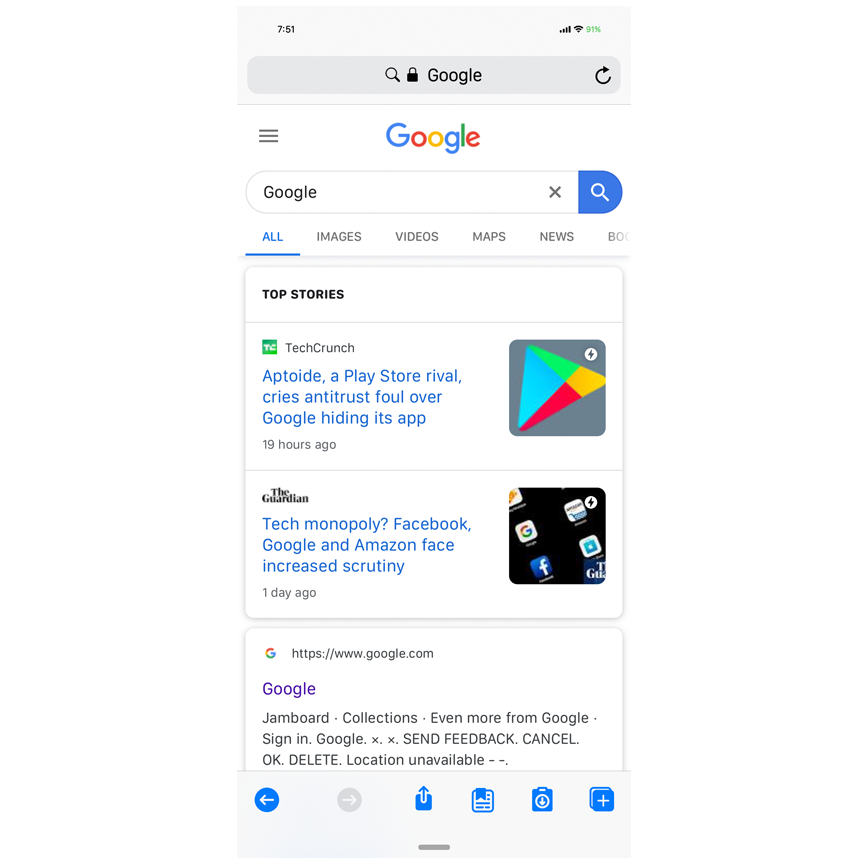 7:51
91%
Google
Google
Google
ALL IMAGES VIDEOS MAPS NEWS BOO
TOP STORIES
TechCrunch
Aptoide, a Play Store rival,
cries antitrust foul over
Google hiding its app
19 hours ago
The
Guardian
Tech monopoly? Facebook,
Google and Amazon face
increased scrutiny
1 day ago
https://www.google.com
Google
Jamboard · Collections · Even more from Google ·
Sign in. Google. ×. ×. SEND FEEDBACK. CANCEL.
OK. DELETE. Location unavailable - -.